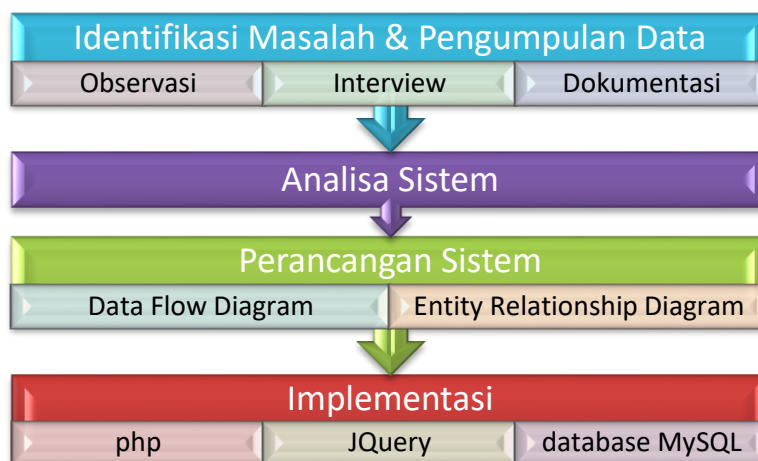 Identifikasi Masalah & Pengumpulan Data
Observasi Interview Dokumentasi
Analisa Sistem
Perancangan Sistem
Data Flow Diagram Entity Relationship Diagram
Implementasi
php JQuery database MySQL